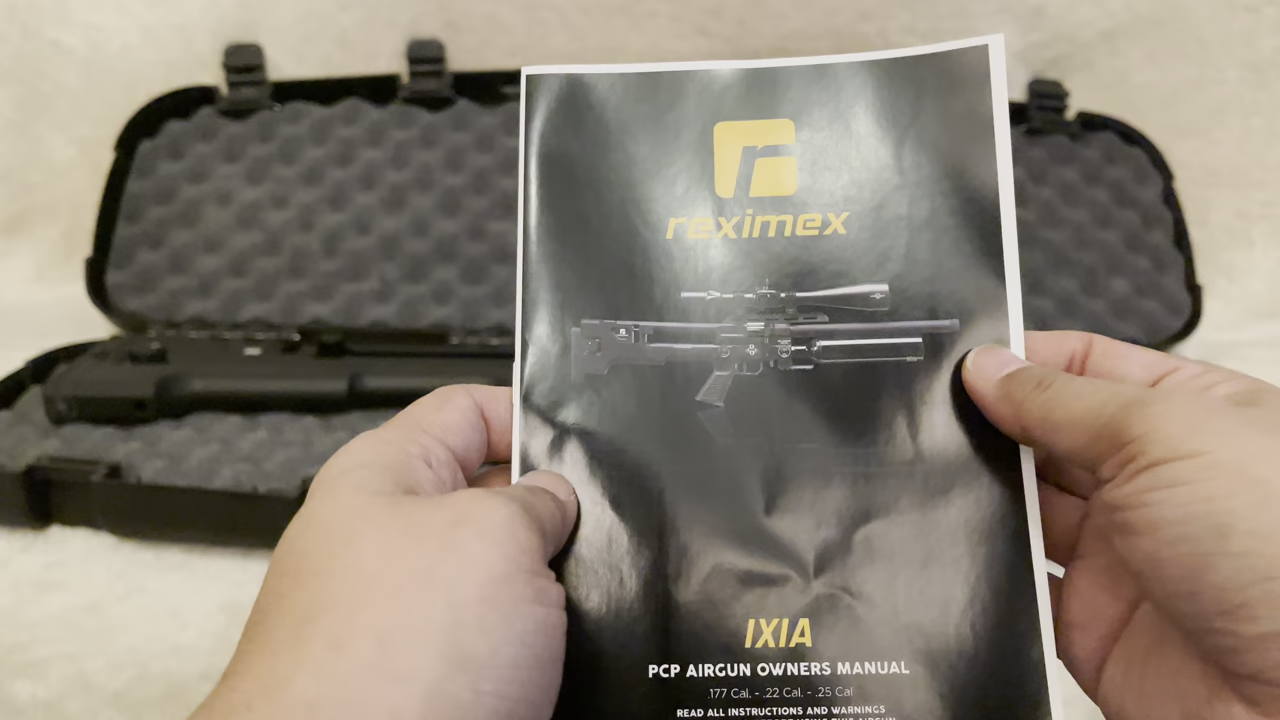 r
reximex
IXIA
PCP AIRGUN OWNERS MANUAL
.177 Cal. - .22 Cal. - .25 Cal
READ ALL INSTRUCTIONS AND WARNINGS